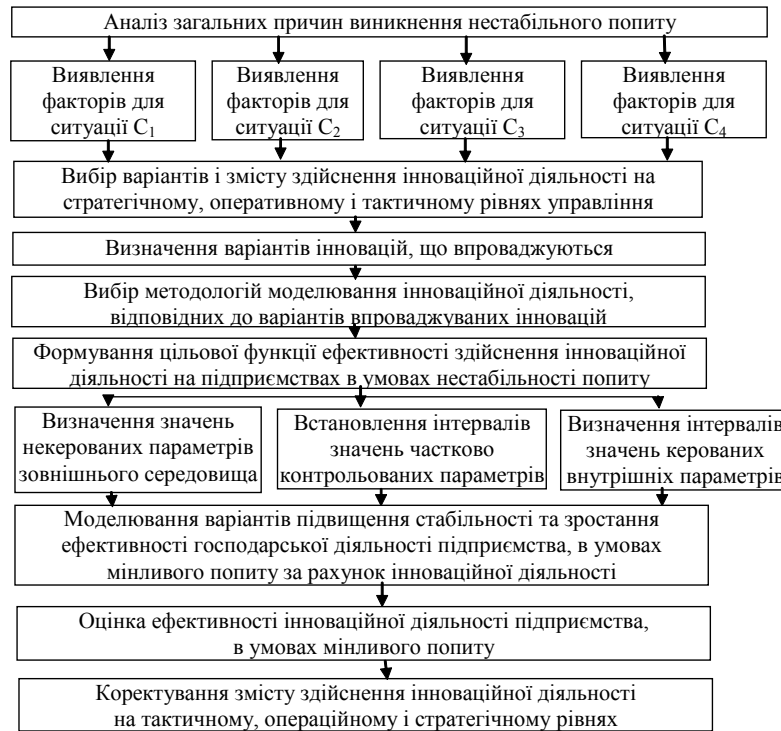 Аналіз загальних причин виникнення нестабільного попиту
Виявлення
факторів для
ситуації С₁
Виявлення
факторів для
ситуації С₂
Виявлення
факторів для
ситуації С₃
Виявлення
факторів для
ситуації С₄
Вибір варіантів і змісту здійснення інноваційної діяльності на
стратегічному, оперативному і тактичному рівнях управління
Визначення варіантів інновацій, що впроваджуються
Вибір методологій моделювання інноваційної діяльності,
відповідних до варіантів впроваджуваних інновацій
Формування цільової функції ефективності здійснення інноваційної
діяльності на підприємствах в умовах нестабільності попиту
Визначення значень
некерованих параметрів
зовнішнього середовища
Встановлення інтервалів
значень частково
контрольованих параметрів
Визначення інтервалів
значень керованих
внутрішніх параметрів
Моделювання варіантів підвищення стабільності та зростання
ефективності господарської діяльності підприємства, в умовах
мінливого попиту за рахунок інноваційної діяльності
Оцінка ефективності інноваційної діяльності підприємства,
в умовах мінливого попиту
Коректування змісту здійснення інноваційної діяльності
на тактичному, операційному і стратегічному рівнях